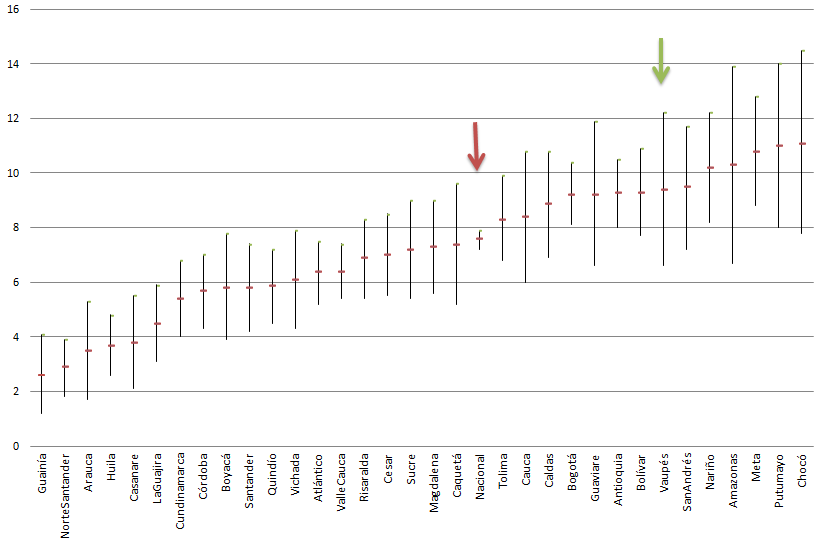 16
14
12
10
8
6
4
2
0
Guainía
NorteSantander
Arauca
Huila
Casanare
LaGuajira
Cundinamarca
Córdoba
Boyacá
Santander
Quindío
Vichada
Atlántico
ValleCauca
Risaralda
Cesar
Sucre
Magdalena
Caquetá
Nacional
Tolima
Cauca
Caldas
Bogotá
Guaviare
Antioquia
Bolívar
Vaupés
SanAndrés
Nariño
Amazonas
Meta
Putumayo
Chocó